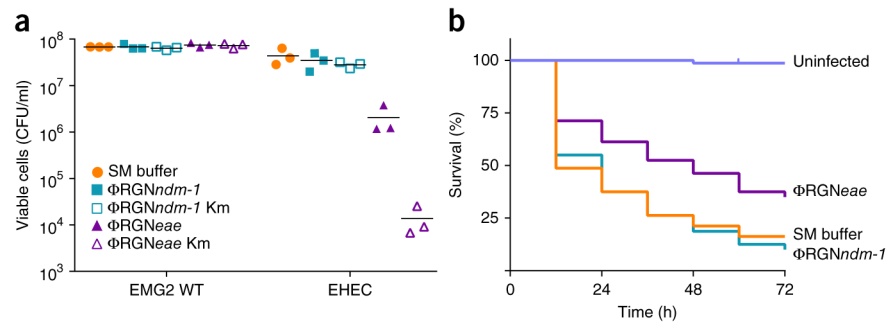 a
Viable cells (CFU/ml)
10⁸
10⁷
10⁶
10⁵
10⁴
10³
SM buffer
ΦRGNndm-1
ΦRGNndm-1 Km
ΦRGNeae
ΦRGNeae Km
EMG2 WT
EHEC
b
Survival (%)
100
75
50
25
0
24
48
72
Time (h)
Uninfected
ΦRGNeae
SM buffer
ΦRGNndm-1